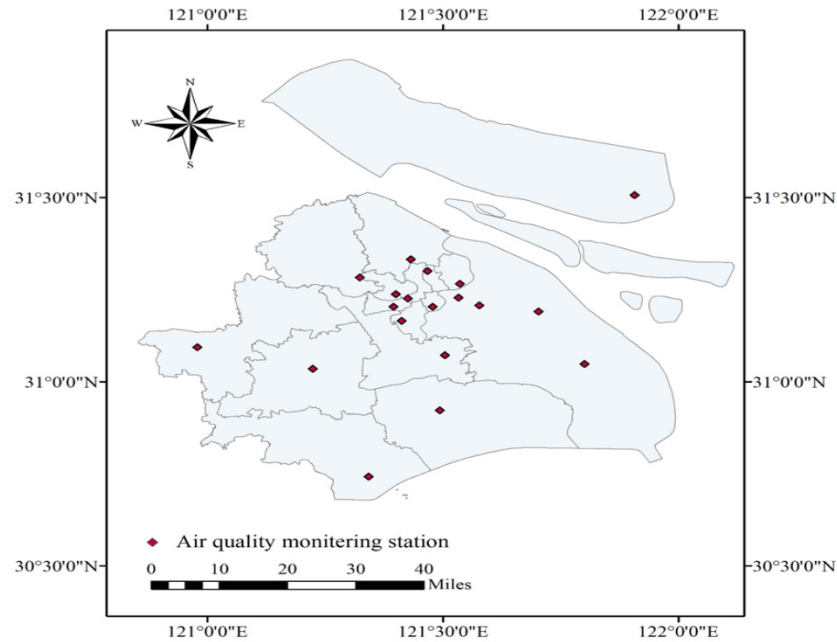 121°0'0"E 121°30'0"E 122°0'0"E
N
W E
S
31°30'0"N 31°30'0"N
31°0'0"N 31°0'0"N
30°30'0"N 30°30'0"N
Air quality monitering station
0 10 20 30 40
Miles
121°0'0"E 121°30'0"E 122°0'0"E